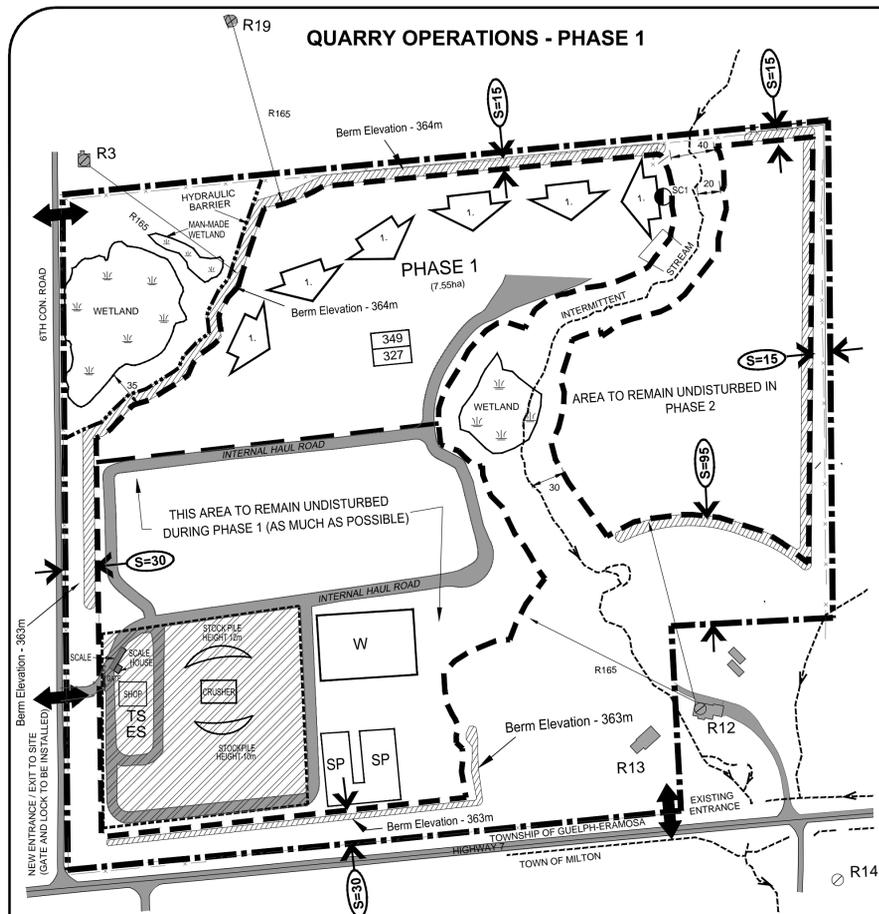 QUARRY OPERATIONS - PHASE 1
R19
S=15
S=15
R165
Berm Elevation - 364m
R3
40
20
SC1
HYDRAULIC
BARRIER
R165
MAN-MADE
WETLAND
1.
1.
1.
1.
1.
1.
PHASE 1
(7.55ha)
STREAM
INTERMITTENT
WETLAND
Berm Elevation - 364m
6TH CON. ROAD
349
327
S=15
35
AREA TO REMAIN UNDISTURBED IN
PHASE 2
WETLAND
INTERNAL HAUL ROAD
S=95
30
THIS AREA TO REMAIN UNDISTURBED
DURING PHASE 1 (AS MUCH AS POSSIBLE)
S=30
INTERNAL HAUL ROAD
Berm Elevation - 363m
STOCKPILE
HEIGHT-12m
SCALE
SCALE
HOUSE
GATE
SHOP
CRUSHER
TS
ES
STOCKPILE
HEIGHT-10m
W
SP
SP
R165
R12
R13
Berm Elevation - 363m
Berm Elevation - 363m
EXISTING
ENTRANCE
TOWNSHIP OF GUELPH-ERAMOSA
HIGHWAY 7
TOWN OF MILTON
NEW ENTRANCE / EXIT TO SITE
(GATE AND LOCK TO BE INSTALLED)
S=30
R14